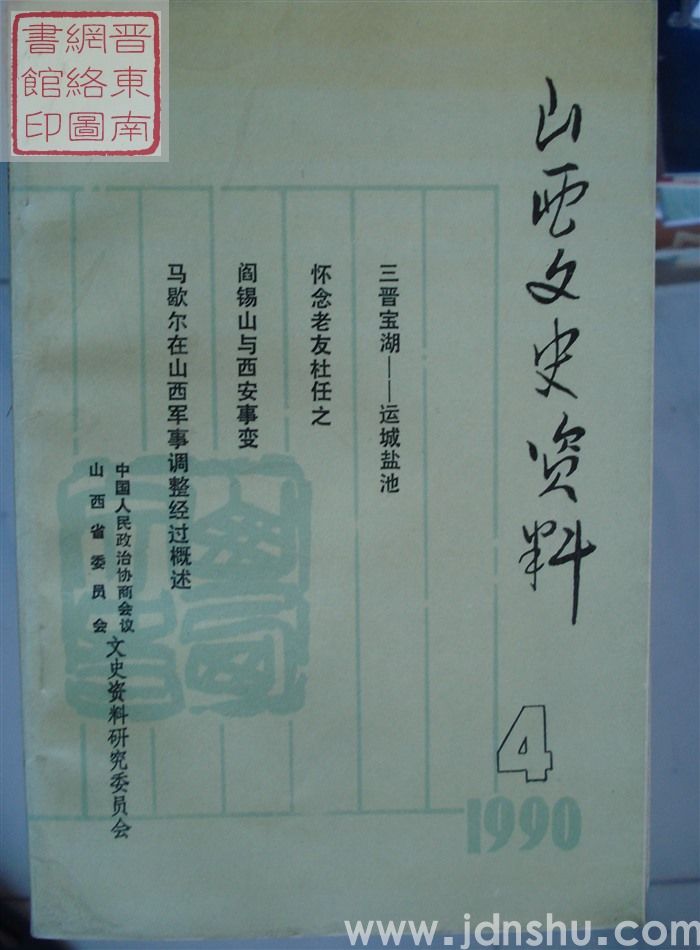 晋東南
網絡圖
書館印
山西文史资料
三晋宝湖——运城盐池
怀念老友杜任之
阎锡山与西安事变
马歇尔在山西军事调整经过概述
中国人民政治协商会议
山西省委员会
文史资料研究委员会
4
1990
www.jdnshu.com